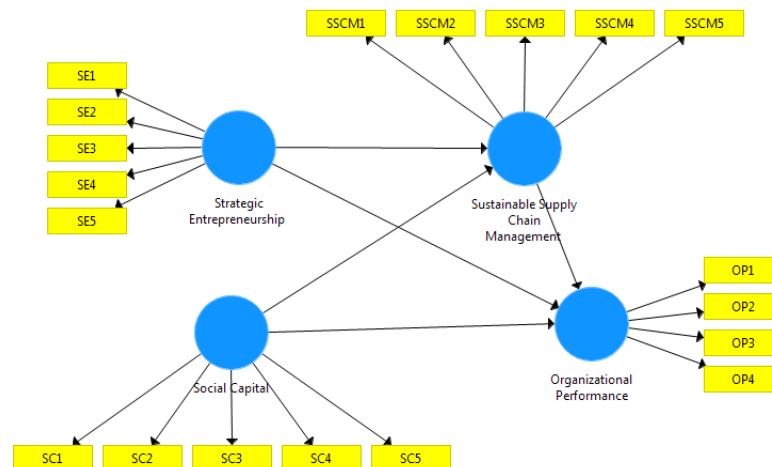 SSCM1
SSCM2
SSCM3
SSCM4
SSCM5
SE1
SE2
SE3
SE4
SE5
Strategic
Entrepreneurship
Sustainable Supply
Chain
Management
OP1
OP2
OP3
OP4
Organizational
Performance
Social Capital
SC1
SC2
SC3
SC4
SC5